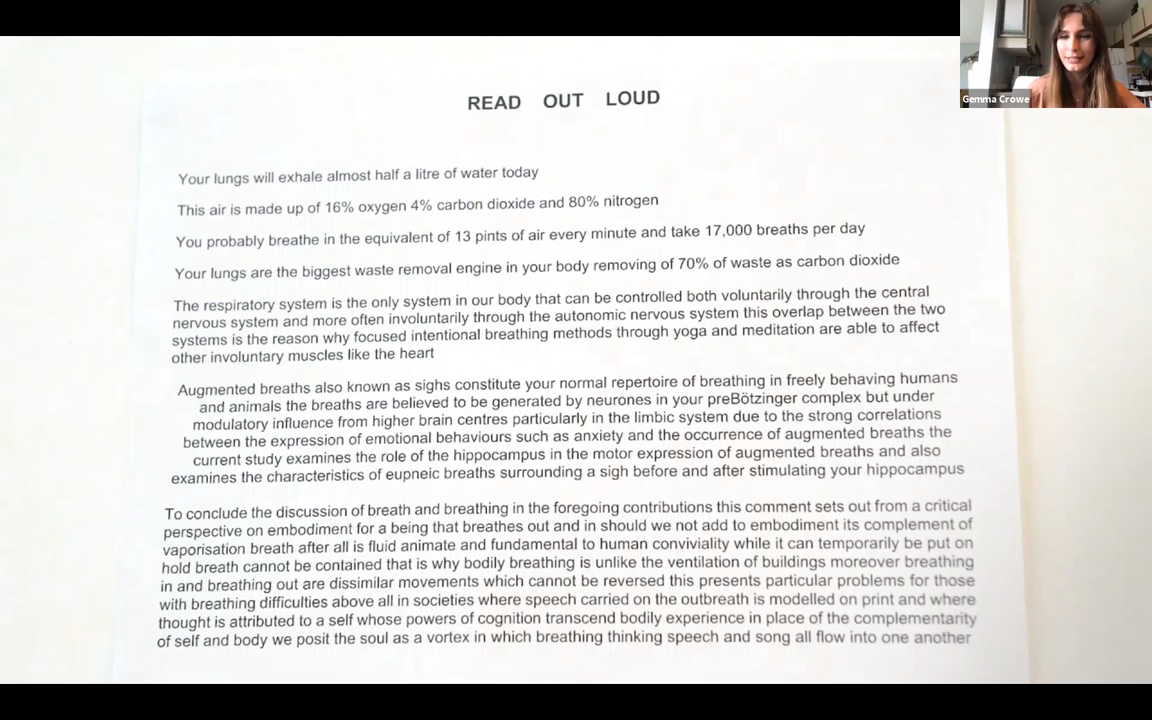 READ OUT LOUD
Gemma Crowe
Your lungs will exhale almost half a litre of water today
This air is made up of 16% oxygen 4% carbon dioxide and 80% nitrogen
You probably breathe in the equivalent of 13 pints of air every minute and take 17,000 breaths per day
Your lungs are the biggest waste removal engine in your body removing of 70% of waste as carbon dioxide
The respiratory system is the only system in our body that can be controlled both voluntarily through the central
nervous system and more often involuntarily through the autonomic nervous system this overlap between the two
systems is the reason why focused intentional breathing methods through yoga and meditation are able to affect
other involuntary muscles like the heart
Augmented breaths also known as sighs constitute your normal repertoire of breathing in freely behaving humans
and animals the breaths are believed to be generated by neurones in your preBötzinger complex but under
modulatory influence from higher brain centres particularly in the limbic system due to the strong correlations
between the expression of emotional behaviours such as anxiety and the occurrence of augmented breaths the
current study examines the role of the hippocampus in the motor expression of augmented breaths and also
examines the characteristics of eupneic breaths surrounding a sigh before and after stimulating your hippocampus
To conclude the discussion of breath and breathing in the foregoing contributions this comment sets out from a critical
perspective on embodiment for a being that breathes out and in should we not add to embodiment its complement of
vaporisation breath after all is fluid animate and fundamental to human conviviality while it can temporarily be put on
hold breath cannot be contained that is why bodily breathing is unlike the ventilation of buildings moreover breathing
in and breathing out are dissimilar movements which cannot be reversed this presents particular problems for those
with breathing difficulties above all in societies where speech carried on the outbreath is modelled on print and where
thought is attributed to a self whose powers of cognition transcend bodily experience in place of the complementarity
of self and body we posit the soul as a vortex in which breathing thinking speech and song all flow into one another